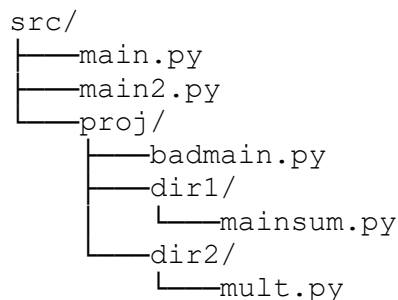 src/
├───main.py
├───main2.py
└───proj/
    ├───badmain.py
    ├───dir1/
    │   └───mainsum.py
    └───dir2/
        └───mult.py